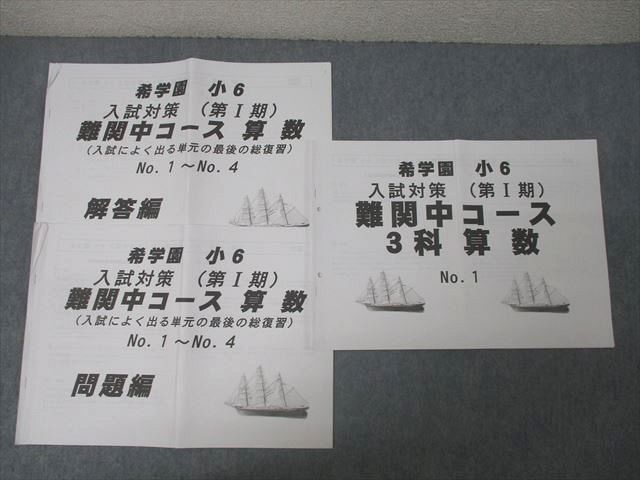 希学園 小６
入試対策 （第Ⅰ期）
難関中コース 算数
（入試によく出る単元の最後の総復習）
No.１～No.４
解答編
希学園 小６
入試対策 （第Ⅰ期）
難関中コース 算数
（入試によく出る単元の最後の総復習）
No.１～No.４
問題編
希学園 小６
入試対策 （第Ⅰ期）
難関中コース
３科 算数
No.１